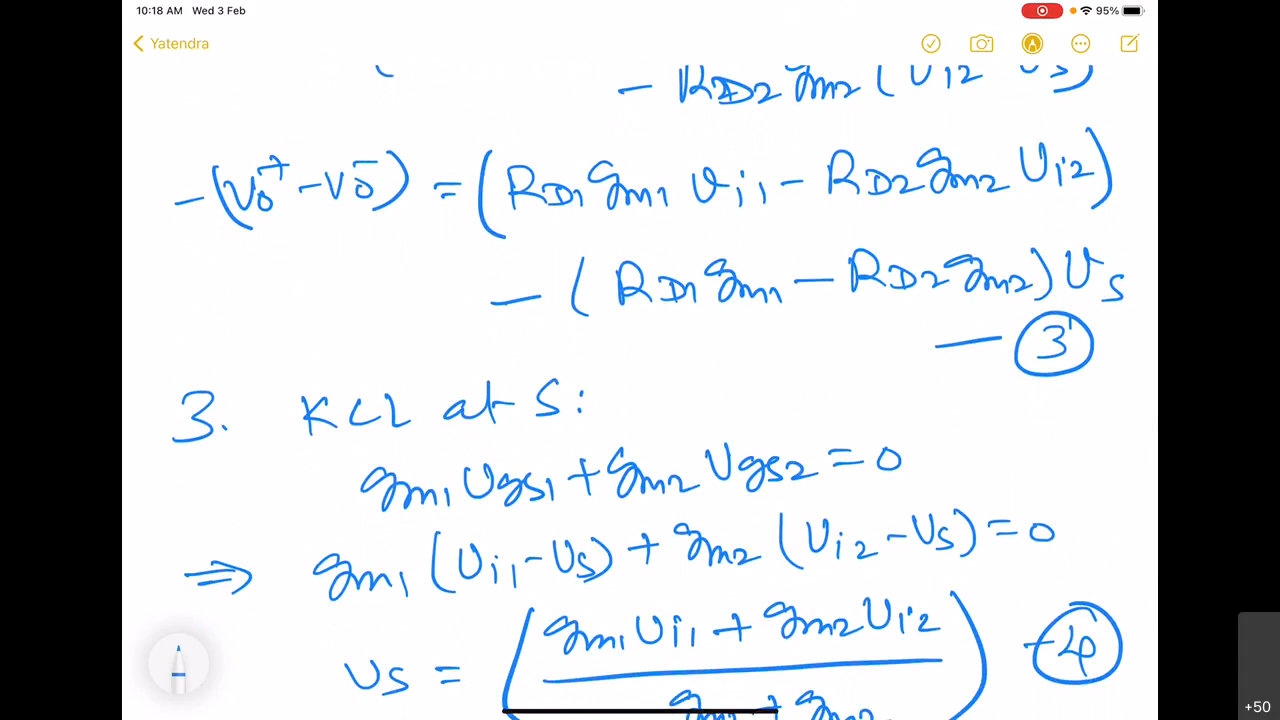 10:18 AM Wed 3 Feb
95%
Yatendra
- RD2 gm2 (Vi2 Vs)
-(Vo⁺ - Vo⁻) = (RD1 gm1 Vi1 - RD2 gm2 Vi2)
- (RD1 gm1 - RD2 gm2) Vs
— 3'
3. KCL at S:
gm1 Vgs1 + gm2 Vgs2 = 0
⇒ gm1 (Vi1 - Vs) + gm2 (Vi2 - Vs) = 0
Vs = (gm1 Vi1 + gm2 Vi2) - 4
+50